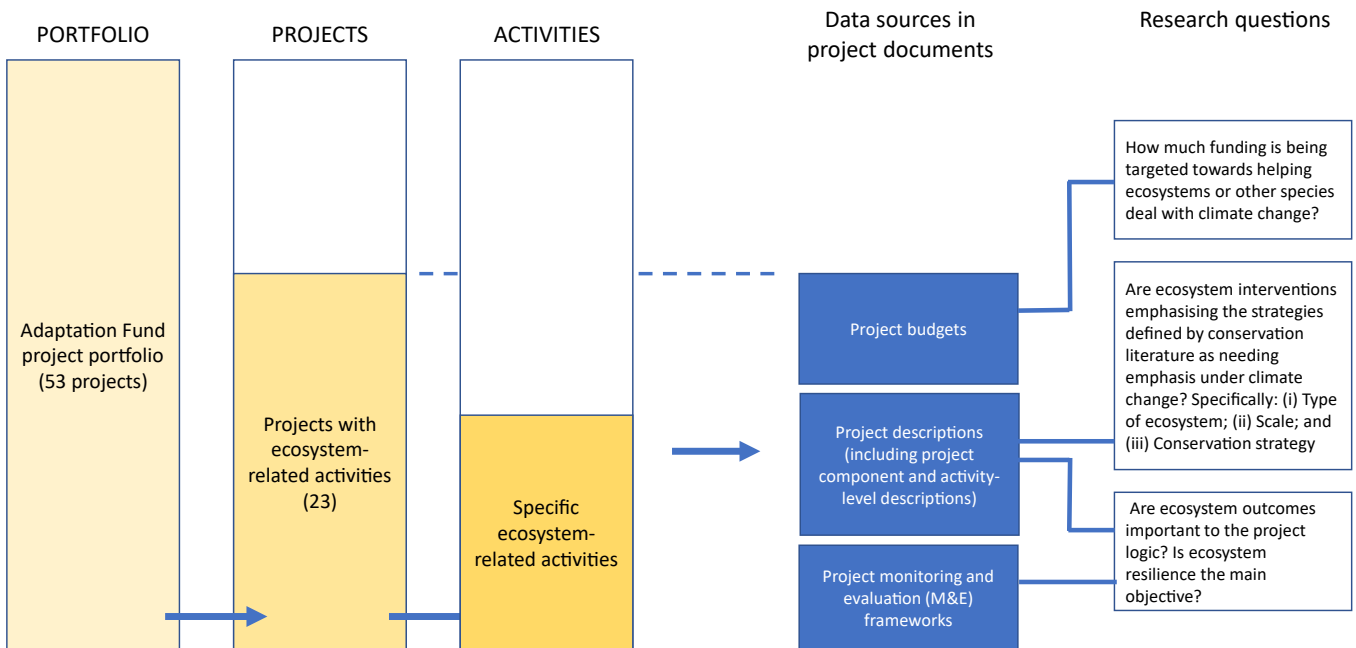 PORTFOLIO
PROJECTS
ACTIVITIES
Data sources in
project documents
Research questions
Adaptation Fund
project portfolio
(53 projects)
Projects with
ecosystem-
related activities
(23)
Specific
ecosystem-
related activities
Project budgets
Project descriptions
(including project
component and activity-
level descriptions)
Project monitoring and
evaluation (M&E)
frameworks
How much funding is being
targeted towards helping
ecosystems or other species
deal with climate change?
Are ecosystem interventions
emphasising the strategies
defined by conservation
literature as needing
emphasis under climate
change? Specifically: (i) Type
of ecosystem; (ii) Scale; and
(iii) Conservation strategy
Are ecosystem outcomes
important to the project
logic? Is ecosystem
resilience the main
objective?